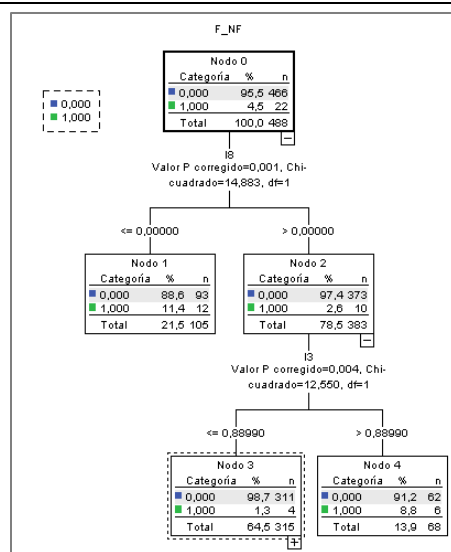 F_NF
Nodo 0
Categoría % n
0,000 95,5 466
1,000 4,5 22
Total 100,0 488
0,000
1,000
I8
Valor P corregido=0,001, Chi-
cuadrado=14,883, df=1
<= 0,00000
> 0,00000
Nodo 1
Categoría % n
0,000 88,6 93
1,000 11,4 12
Total 21,5 105
Nodo 2
Categoría % n
0,000 97,4 373
1,000 2,6 10
Total 78,5 383
I3
Valor P corregido=0,004, Chi-
cuadrado=12,550, df=1
<= 0,88990
> 0,88990
Nodo 3
Categoría % n
0,000 98,7 311
1,000 1,3 4
Total 64,5 315
Nodo 4
Categoría % n
0,000 91,2 62
1,000 8,8 6
Total 13,9 68